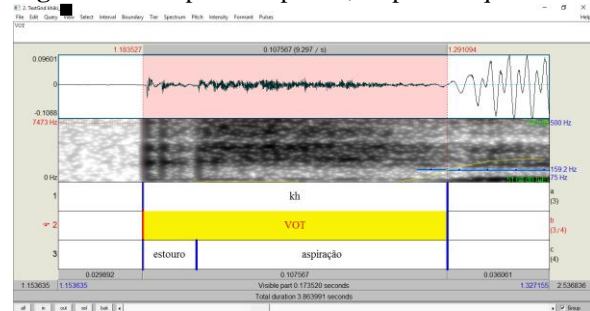 2. TextGrid khiki_
File Edit Query View Select Interval Boundary Tier Spectrum Pitch Intensity Formant Pulses Help
VOT
1.183527 0.107567 (9.297 / s) 1.291094
0.09601
0
-0.1088
7473 Hz 500 Hz
159.2 Hz
0 Hz 75 Hz
1 kh a (3)
2 VOT b (3/4)
3 estouro aspiração c (4)
0.029892 0.107567 0.036061
1.153635 1.153635 Visible part 0.173520 seconds 1.327155 2.536836
Total duration 3.863991 seconds
all in out sel bak Group